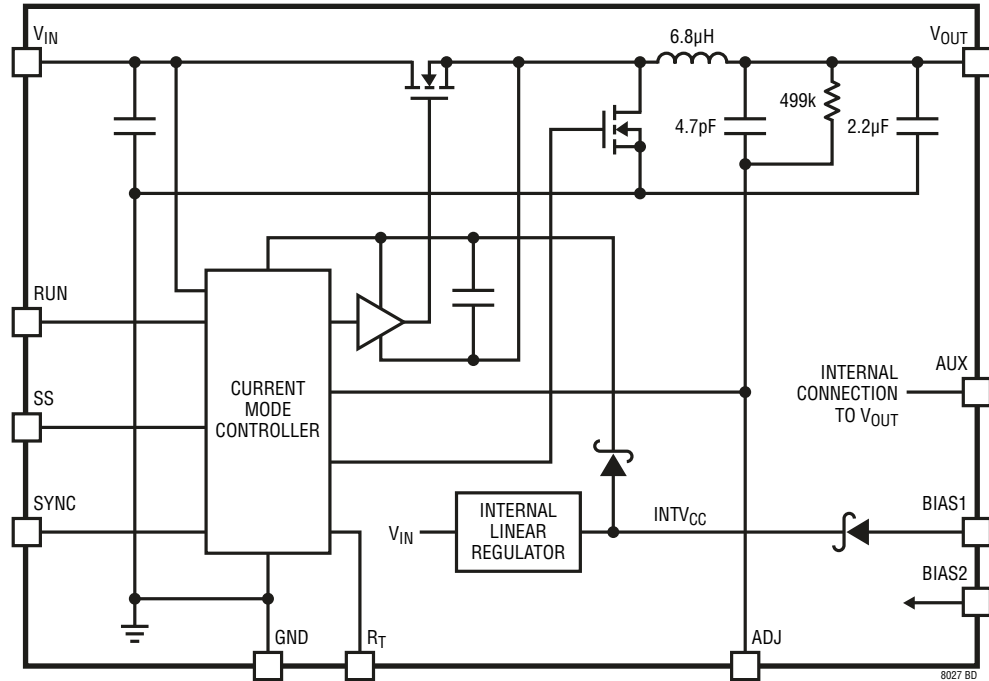 VIN
6.8µH
VOUT
499k
4.7pF
2.2µF
RUN
SS
CURRENT
MODE
CONTROLLER
INTERNAL
CONNECTION
TO VOUT
AUX
SYNC
VIN
INTERNAL
LINEAR
REGULATOR
INTVCC
BIAS1
BIAS2
GND
RT
ADJ
8027 BD